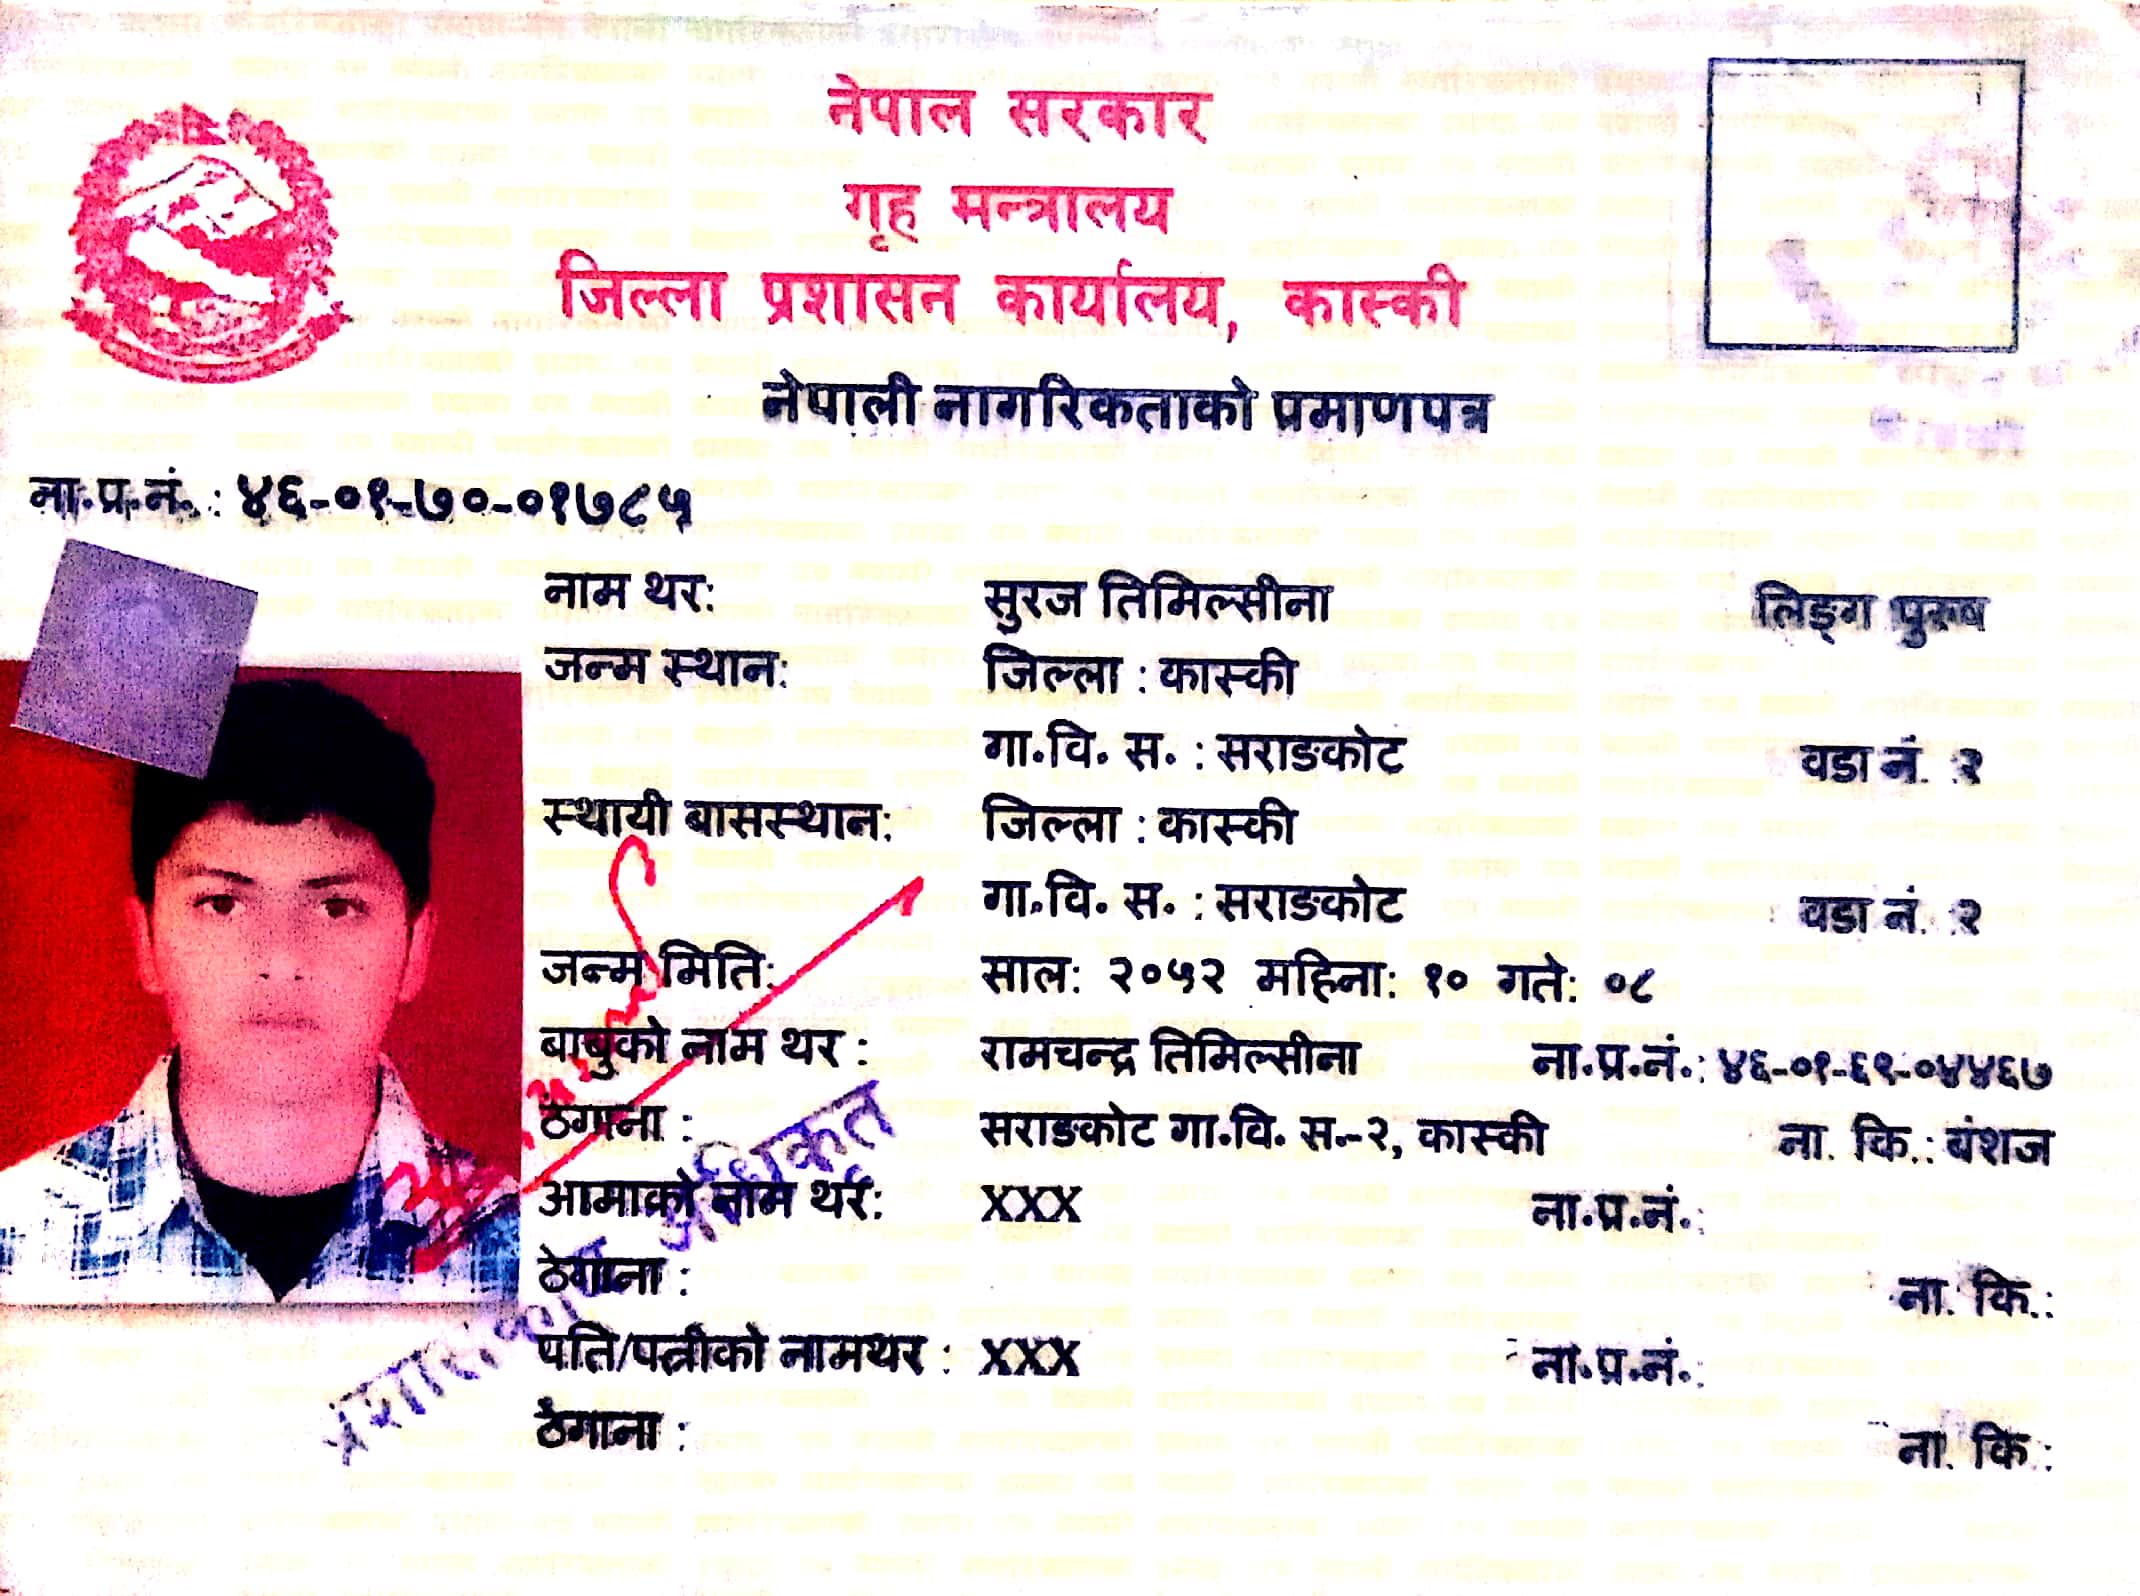 नेपाल सरकार
गृह मन्त्रालय
जिल्ला प्रशासन कार्यालय, कास्की
नेपाली नागरिकताको प्रमाणपत्र
ना.प्र.नं. : ४६-०१-७०-०१७८५
नाम थर: सुरज तिमिल्सीना लिङ्ग पुरुष
जन्म स्थान: जिल्ला : कास्की
गा.वि. स. : सराङकोट वडा नं. : २
स्थायी बासस्थान: जिल्ला : कास्की
गा.वि. स. : सराङकोट वडा नं. : २
जन्म मिति: साल: २०५२ महिना: १० गते: ०८
बाबुको नाम थर : रामचन्द्र तिमिल्सीना ना.प्र.नं.: ४६-०१-६९-०४४६७
ठेगाना : सराङकोट गा.वि. स.-२, कास्की ना. कि.: बंशज
आमाको नाम थर: XXX ना.प्र.नं.:
ठेगाना : ना. कि.:
पति/पत्नीको नामथर : XXX ना.प्र.नं.:
ठेगाना : ना. कि.:
अधिकृत